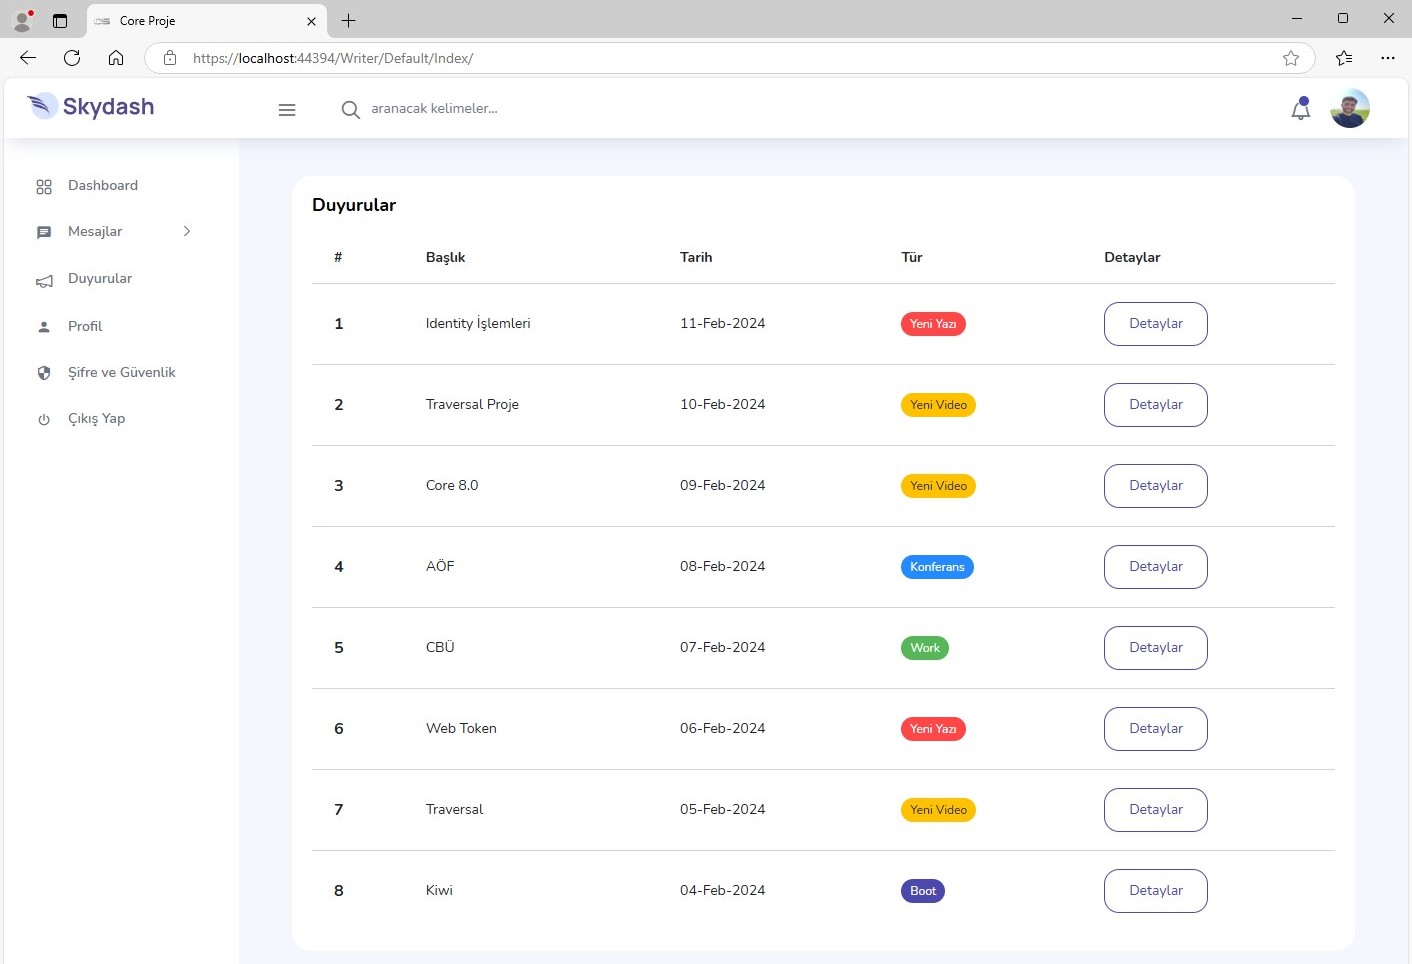 Core Proje
https://localhost:44394/Writer/Default/Index/
Skydash
aranacak kelimeler...
Dashboard
Mesajlar
Duyurular
Profil
Şifre ve Güvenlik
Çıkış Yap
Duyurular
# Başlık Tarih Tür Detaylar
1 Identity İşlemleri 11-Feb-2024 Yeni Yazı Detaylar
2 Traversal Proje 10-Feb-2024 Yeni Video Detaylar
3 Core 8.0 09-Feb-2024 Yeni Video Detaylar
4 AÖF 08-Feb-2024 Konferans Detaylar
5 CBÜ 07-Feb-2024 Work Detaylar
6 Web Token 06-Feb-2024 Yeni Yazı Detaylar
7 Traversal 05-Feb-2024 Yeni Video Detaylar
8 Kiwi 04-Feb-2024 Boot Detaylar